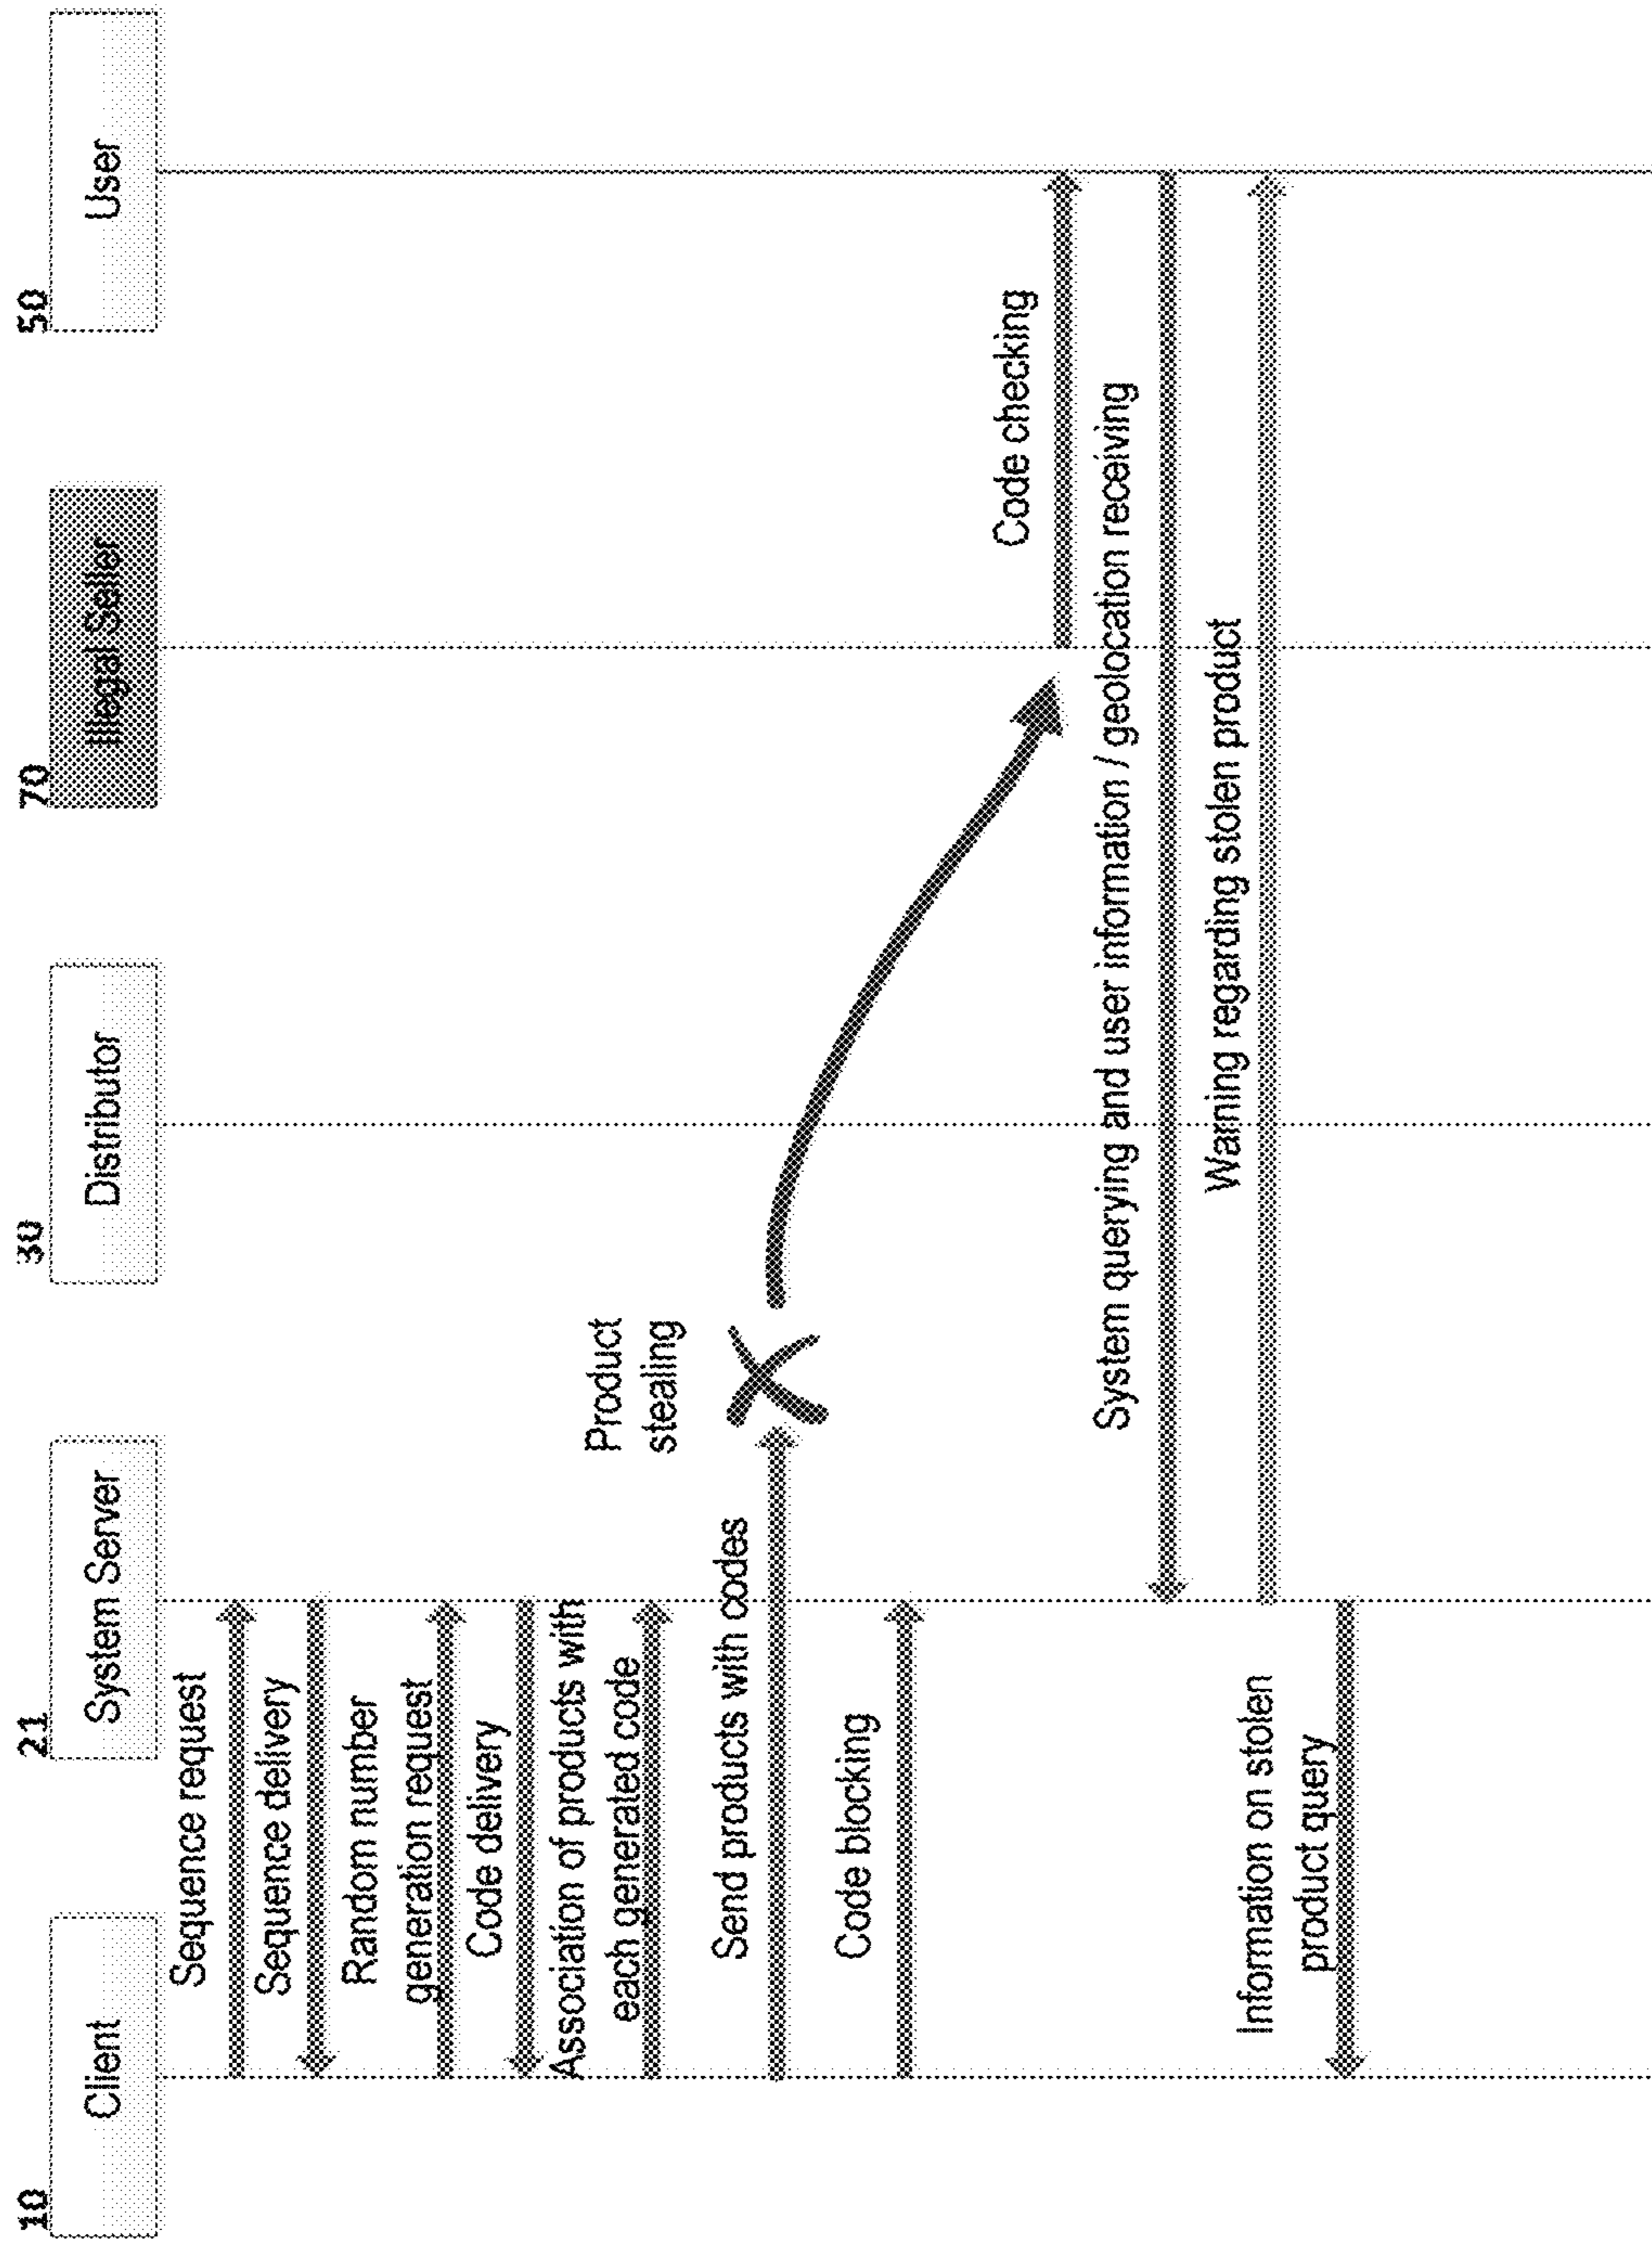 10
Client
21
System Server
30
Distributor
70
Illegal Seller
50
User
Sequence request
Sequence delivery
Random number
generation request
Code delivery
Association of products with
each generated code
Product
stealing
Send products with codes
Code blocking
Code checking
System querying and user information / geolocation receiving
Warning regarding stolen product
Information on stolen
product query